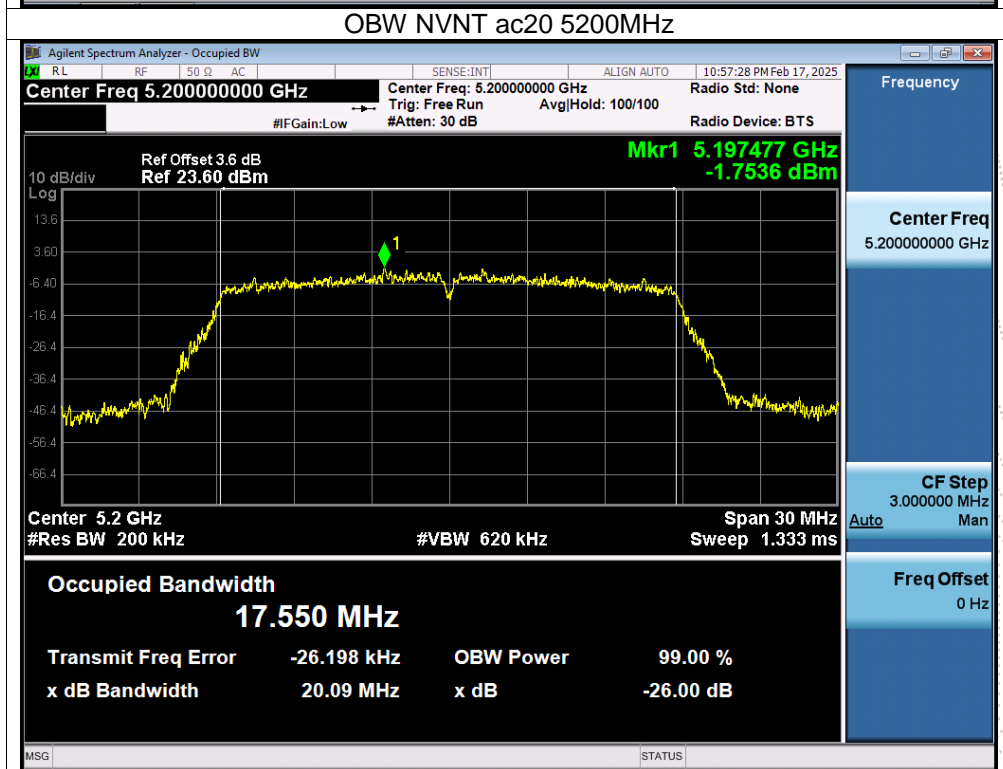 OBW NVNT ac20 5200MHz
Agilent Spectrum Analyzer - Occupied BW
LXI RL RF 50 Ω AC SENSE:INT ALIGN AUTO 10:57:28 PM Feb 17, 2025
Center Freq 5.200000000 GHz
#IFGain:Low
Center Freq: 5.200000000 GHz
Trig: Free Run Avg|Hold: 100/100
#Atten: 30 dB
Radio Std: None
Radio Device: BTS
Frequency
Ref Offset 3.6 dB
10 dB/div Ref 23.60 dBm
Log
Mkr1 5.197477 GHz
-1.7536 dBm
13.6
3.60
-6.40
-16.4
-26.4
-36.4
-46.4
-56.4
-66.4
1
Center Freq
5.200000000 GHz
Center 5.2 GHz Span 30 MHz
#Res BW 200 kHz #VBW 620 kHz Sweep 1.333 ms
CF Step
3.000000 MHz
Auto Man
Freq Offset
0 Hz
Occupied Bandwidth
17.550 MHz
Transmit Freq Error -26.198 kHz OBW Power 99.00 %
x dB Bandwidth 20.09 MHz x dB -26.00 dB
MSG STATUS